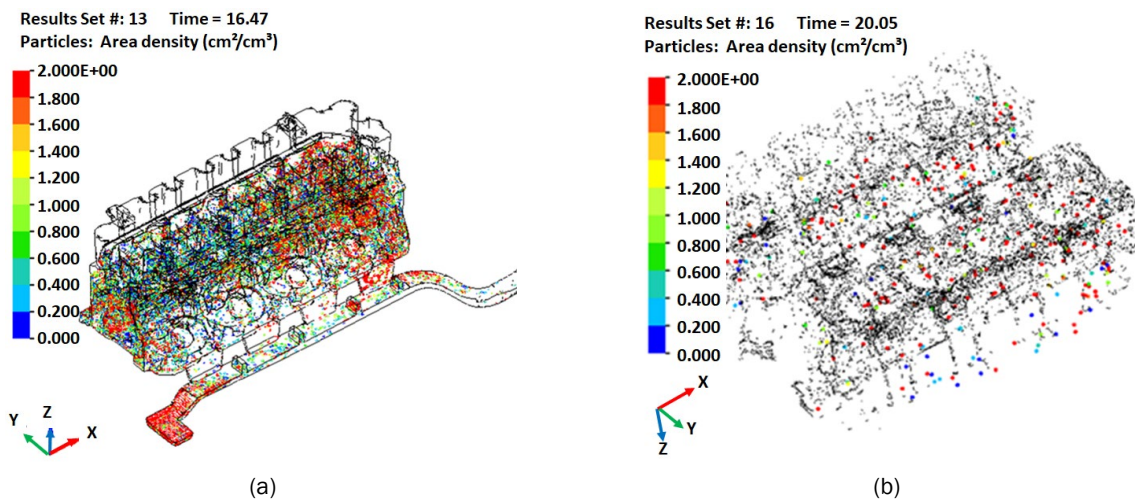 Results Set #: 13 Time = 16.47
Particles: Area density (cm²/cm³)
2.000E+00
1.800
1.600
1.400
1.200
1.000
0.800
0.600
0.400
0.200
0.000
Y Z X
(a)
Results Set #: 16 Time = 20.05
Particles: Area density (cm²/cm³)
2.000E+00
1.800
1.600
1.400
1.200
1.000
0.800
0.600
0.400
0.200
0.000
X
Y
Z
(b)